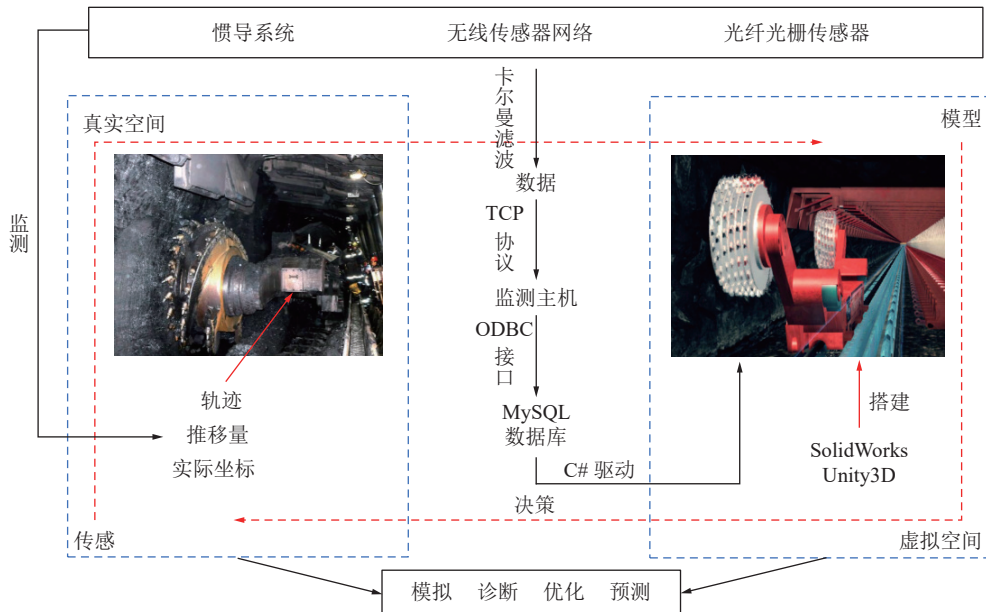 惯导系统
无线传感器网络
光纤光栅传感器
监测
真实空间
卡尔曼滤波
模型
数据
TCP
协议
监测主机
ODBC
接口
MySQL
数据库
轨迹
推移量
实际坐标
C# 驱动
搭建
SolidWorks
Unity3D
决策
传感
虚拟空间
模拟 诊断 优化 预测